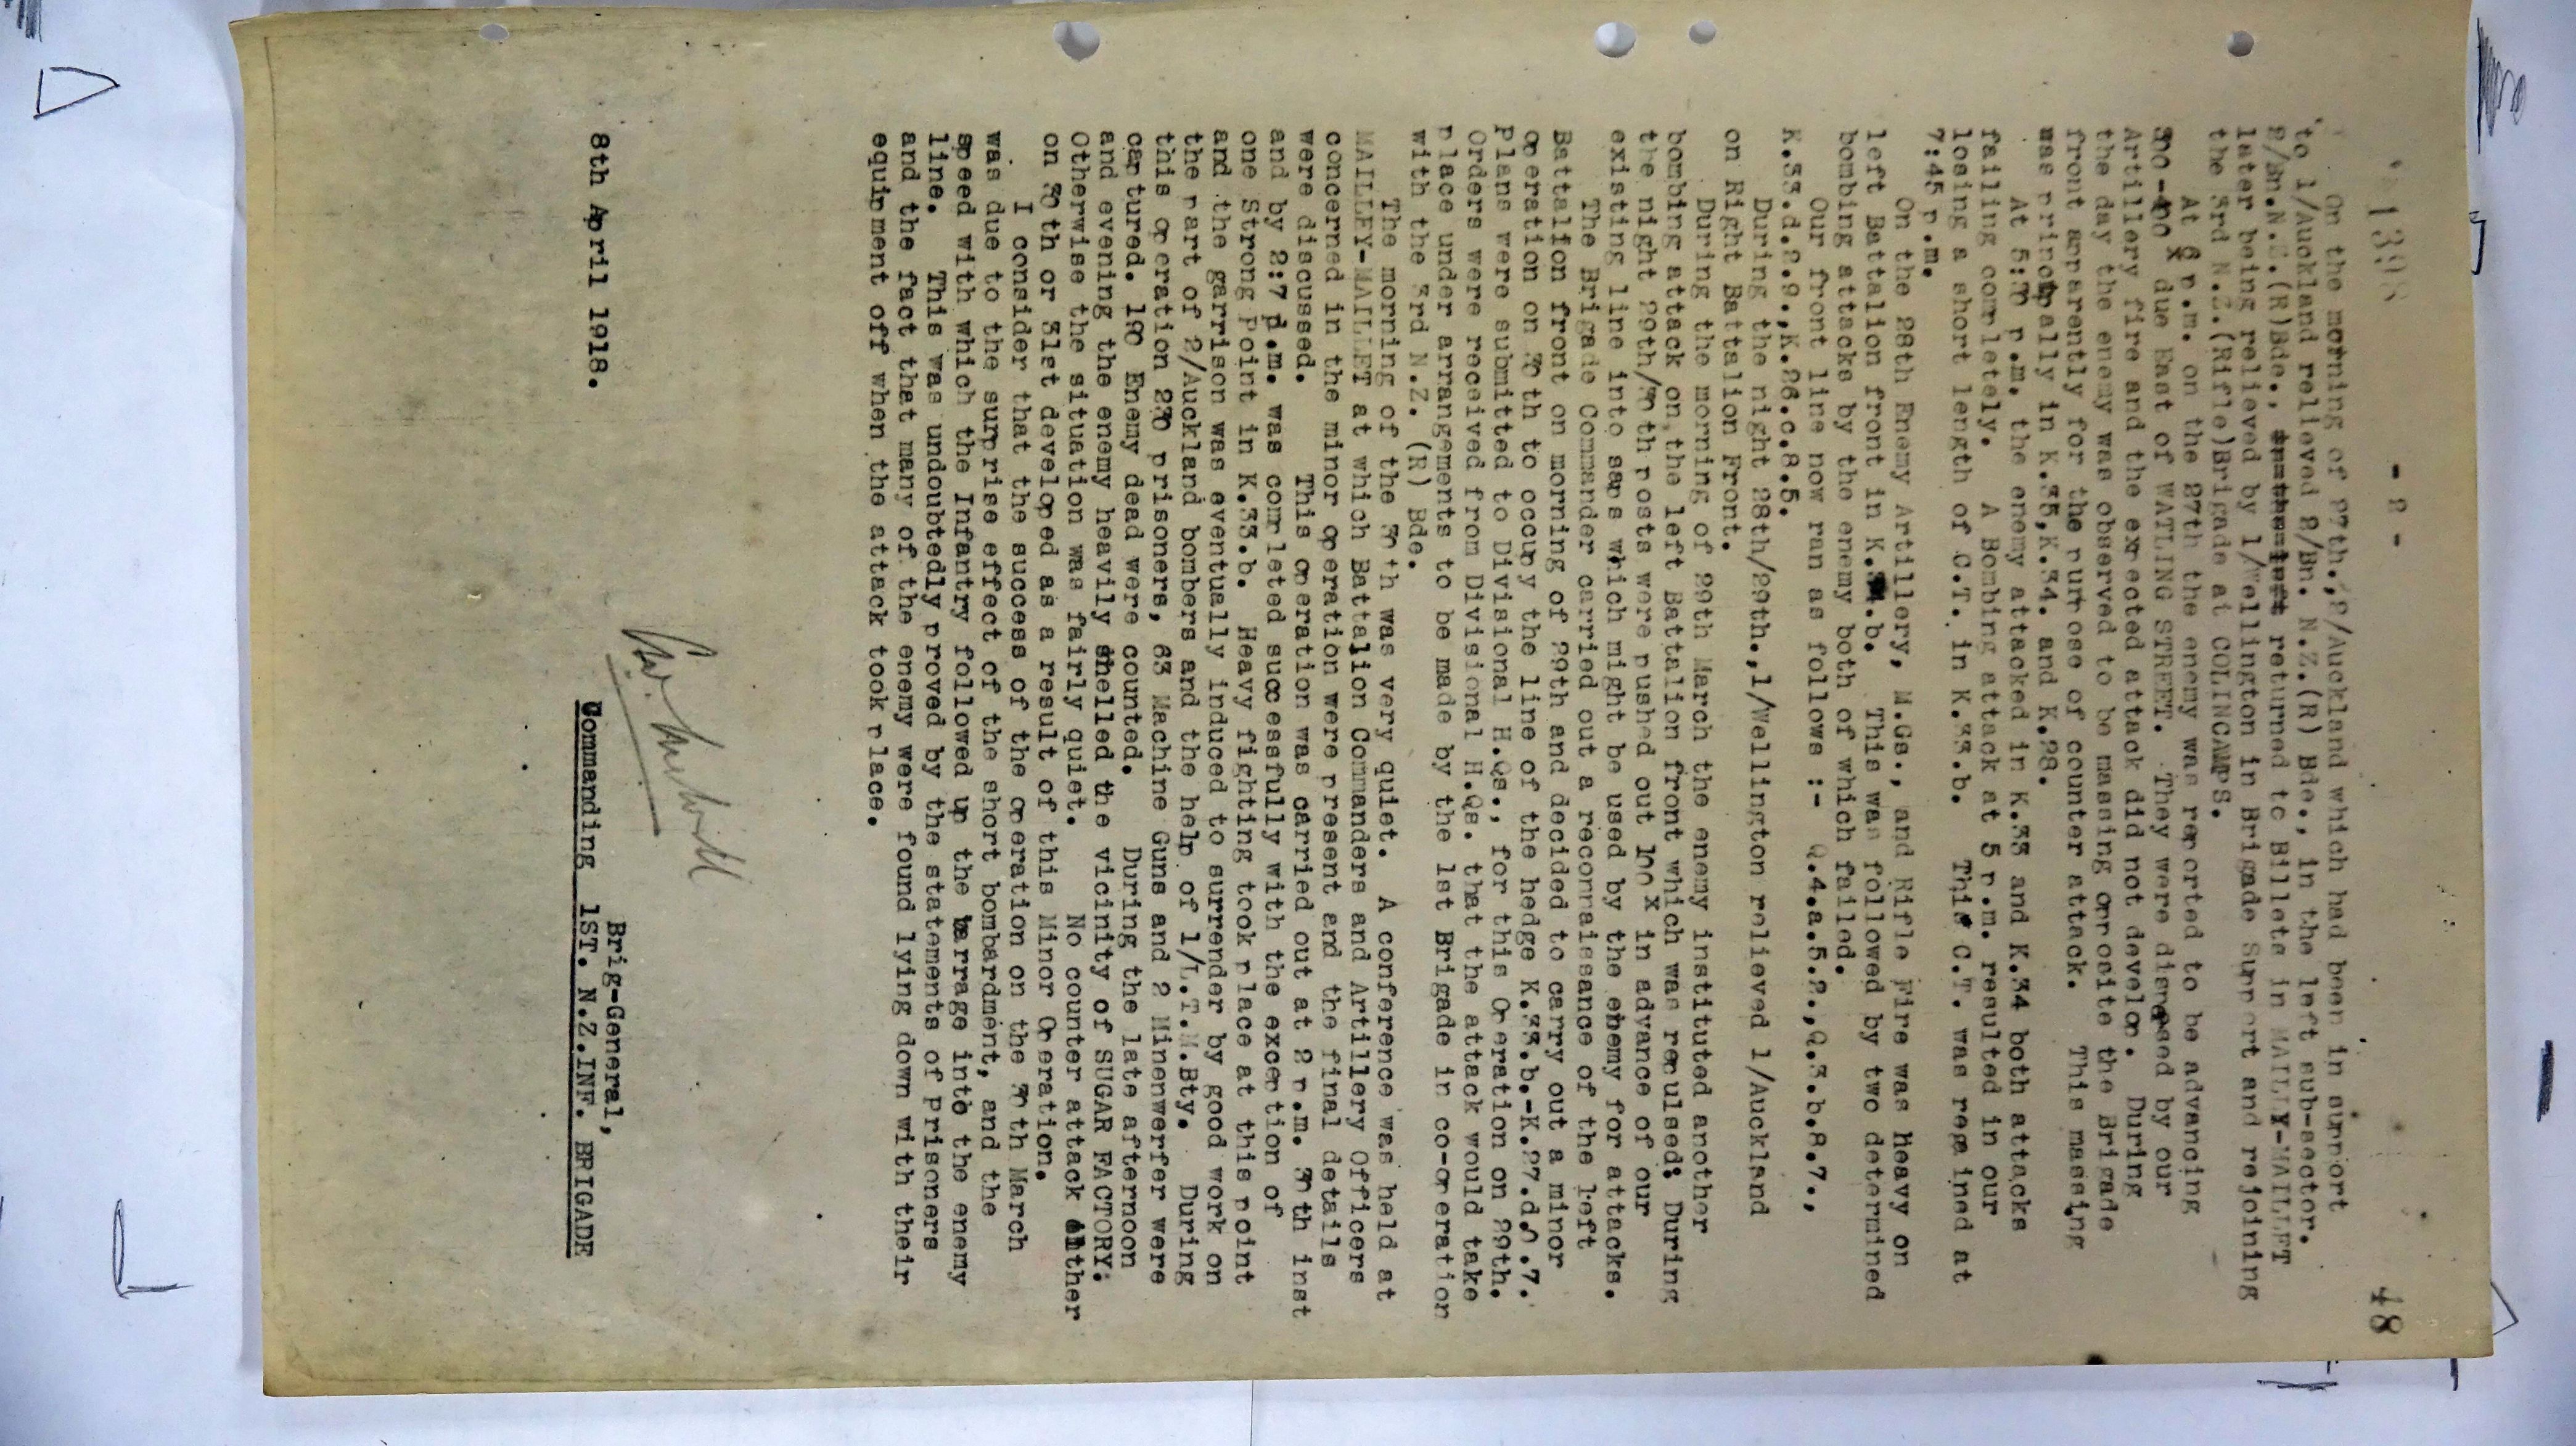 139
- 2 -
48
On the morning of 27th.,2/Auckland which had been in support
to 1/Auckland relieved 2/Bn. N.Z.(R) Bde., in the left sub-sector.
2/Bn.N.Z.(R)Bde., returned to Billets in MAILLY-MAILLET
later being relieved by 1/Wellington in Brigade Support and rejoining
the 3rd N.Z.(Rifle)Brigade at COLINCAMPS.
At 6 p.m. on the 27th the enemy was reported to be advancing
due East of WATLING STREET. They were dispersed by our
Artillery fire and the expected attack did not develop. During
the day the enemy was observed to be massing opposite the Brigade
front apparently for the purpose of counter attack. This massing
was principally in K.35,K.34. and K.28.
At 5:30 p.m. the enemy attacked in K.33 and K.34 both attacks
failing completely. A Bombing attack at 5 p.m. resulted in our
losing a short length of C.T. in K.33.b. This C.T. was regained at
7:45 p.m.
On the 28th Enemy Artillery, M.Gs., and Rifle Fire was heavy on
left Battalion front in .b. This was followed by two determined
bombing attacks by the enemy both of which failed.
Our front line now ran as follows :- Q.4.a.5.2.,Q.3.b.8.7.,
K.33.d.2.9.,K.26.c.8.5.
During the night 28th/29th.,1/Wellington relieved 1/Auckland
on Right Battalion Front.
During the morning of 29th March the enemy instituted another
bombing attack on the left Battalion front which was repulsed: During
the night 29th/30th posts were pushed out 100 x in advance of our
existing line into saps which might be used by the enemy for attacks.
The Brigade Commander carried out a reconnaissance of the left
Battalion front on morning of 29th and decided to carry out a minor
operation on 30th to occupy the line of the hedge K.33.b.-K.27.d.0.7.
plans were submitted to Divisional H.Qs., for this Operation on 29th.
Orders were received from Divisional H.Qs. that the attack would take
place under arrangements to be made by the 1st Brigade in co-operation
with the 3rd N.Z. (R) Bde.
The morning of the 30th was very quiet. A conference was held at
MAILLEY-MAILLET at which Battalion Commanders and Artillery Officers
concerned in the minor operation were present and the final details
were discussed. This operation was carried out at 2 p.m. 30th inst
and by 2:7 p.m. was completed successfully with the exception of
one Strong Point in K.33.b. Heavy fighting took place at this point
and the garrison was eventually induced to surrender by good work on
the part of 2/Auckland bombers and the help of 1/L.T.M.Bty. During
this operation 230 prisoners, 63 Machine Guns and 2 Minenwerfer were
captured. 180 Enemy dead were counted. During the late afternoon
and evening the enemy heavily shelled the vicinity of SUGAR FACTORY:
Otherwise the situation was fairly quiet. No counter attack either
on 30th or 31st developed as a result of this Minor Operation.
I consider that the success of the operation on the 30th March
was due to the surprise effect of the short bombardment, and the
speed with which the Infantry followed up the barrage into the enemy
line. This was undoubtedly proved by the statements of prisoners
and the fact that many of the enemy were found lying down with their
equipment off when the attack took place.
Brig-General,
8th April 1918. Commanding 1ST. N.Z.INF. BRIGADE